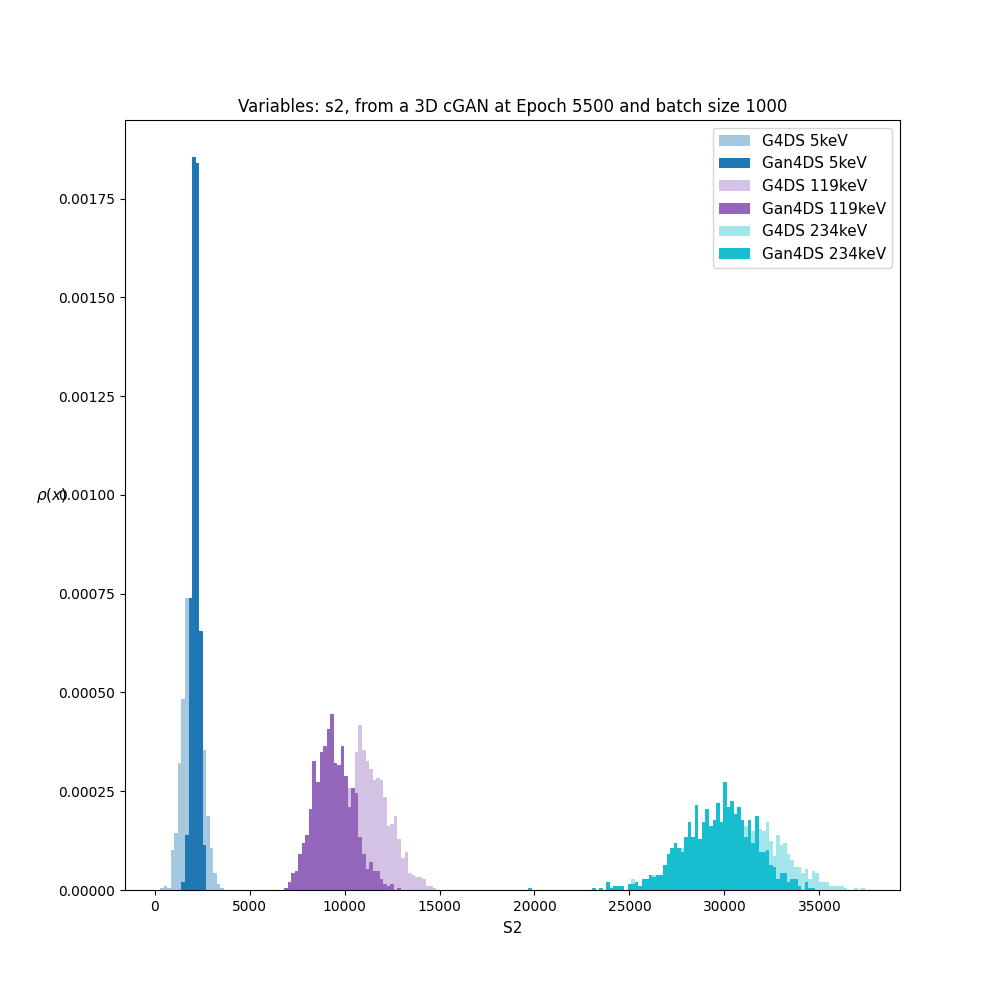 Variables: s2, from a 3D cGAN at Epoch 5500 and batch size 1000
G4DS 5keV
Gan4DS 5keV
G4DS 119keV
Gan4DS 119keV
G4DS 234keV
Gan4DS 234keV
0.00175
0.00150
0.00125
ρ(x)
0.00100
0.00075
0.00050
0.00025
0.00000
0 5000 10000 15000 20000 25000 30000 35000
S2